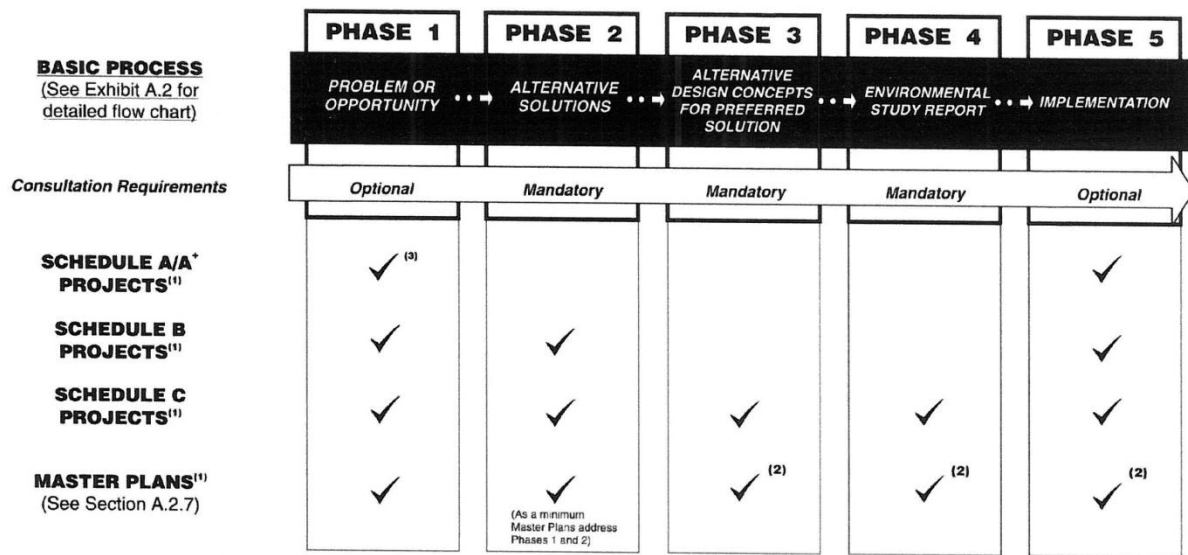 PHASE 1 PHASE 2 PHASE 3 PHASE 4 PHASE 5
BASIC PROCESS
(See Exhibit A.2 for
detailed flow chart)
PROBLEM OR
OPPORTUNITY
ALTERNATIVE
SOLUTIONS
ALTERNATIVE
DESIGN CONCEPTS
FOR PREFERRED
SOLUTION
ENVIRONMENTAL
STUDY REPORT
IMPLEMENTATION
Consultation Requirements Optional Mandatory Mandatory Mandatory Optional
SCHEDULE A/A+
PROJECTS(1)
✓ (3) ✓
SCHEDULE B
PROJECTS(1)
✓ ✓ ✓
SCHEDULE C
PROJECTS(1)
✓ ✓ ✓ ✓ ✓
MASTER PLANS(1)
(See Section A.2.7)
✓ ✓ ✓ (2) ✓ (2) ✓ (2)
(As a minimum
Master Plans address
Phases 1 and 2)